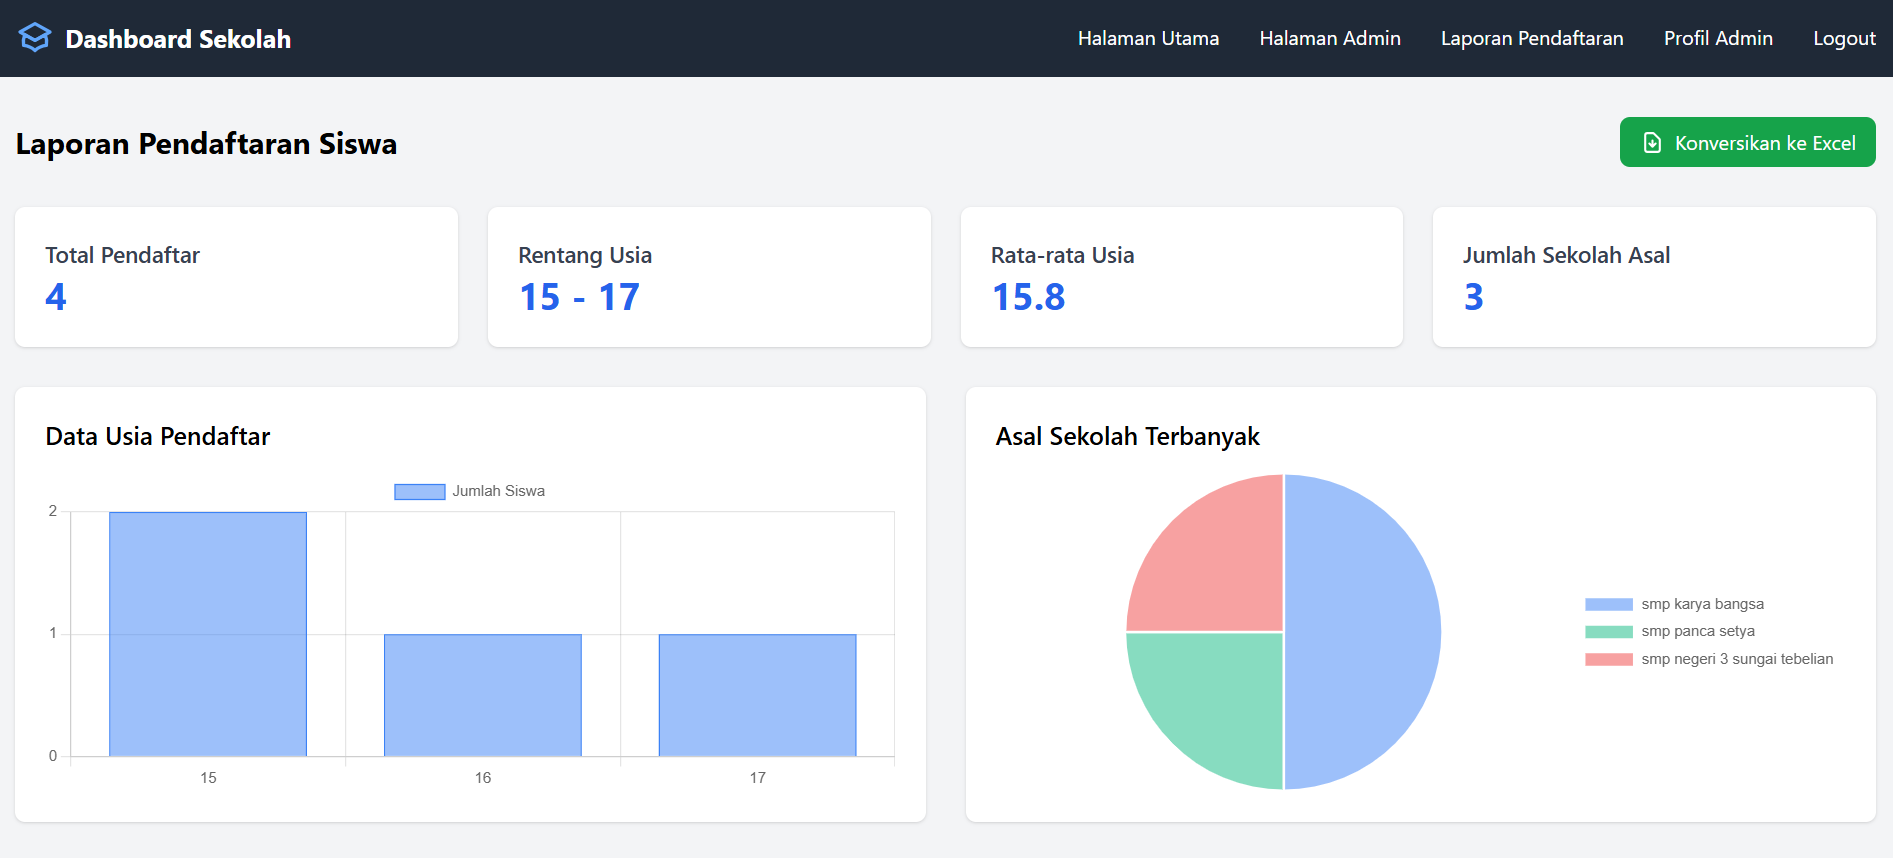 Dashboard Sekolah
Halaman Utama
Halaman Admin
Laporan Pendaftaran
Profil Admin
Logout
Laporan Pendaftaran Siswa
Konversikan ke Excel
Total Pendaftar
4
Rentang Usia
15 - 17
Rata-rata Usia
15.8
Jumlah Sekolah Asal
3
Data Usia Pendaftar
Jumlah Siswa
2
1
0
15
16
17
Asal Sekolah Terbanyak
smp karya bangsa
smp panca setya
smp negeri 3 sungai tebelian